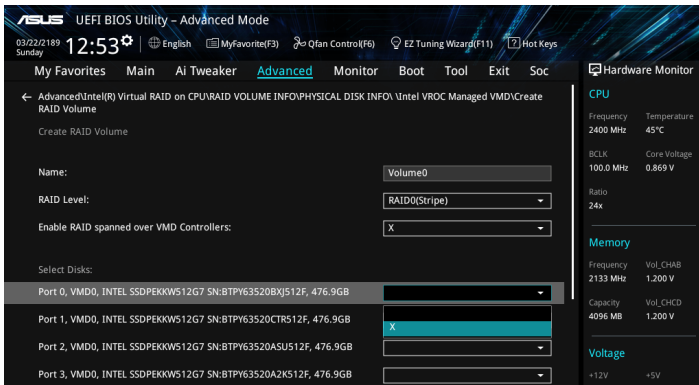 ASUS UEFI BIOS Utility – Advanced Mode
03/22/2189 Sunday 12:53 English MyFavorite(F3) Qfan Control(F6) EZ Tuning Wizard(F11) ? Hot Keys
My Favorites Main Ai Tweaker Advanced Monitor Boot Tool Exit Soc
← Advanced\Intel(R) Virtual RAID on CPU\RAID VOLUME INFO\PHYSICAL DISK INFO\ \Intel VROC Managed VMD\Create
RAID Volume
Create RAID Volume
Name: Volume0
RAID Level: RAID0(Stripe)
Enable RAID spanned over VMD Controllers: X
Select Disks:
Port 0, VMD0, INTEL SSDPEKKW512G7 SN:BTPY63520BXJ512F, 476.9GB
Port 1, VMD0, INTEL SSDPEKKW512G7 SN:BTPY63520CTR512F, 476.9GB
X
Port 2, VMD0, INTEL SSDPEKKW512G7 SN:BTPY63520ASU512F, 476.9GB
Port 3, VMD0, INTEL SSDPEKKW512G7 SN:BTPY63520A2K512F, 476.9GB
Hardware Monitor
CPU
Frequency Temperature
2400 MHz 45°C
BCLK Core Voltage
100.0 MHz 0.869 V
Ratio
24x
Memory
Frequency Vol_CHAB
2133 MHz 1.200 V
Capacity Vol_CHCD
4096 MB 1.200 V
Voltage
+12V +5V